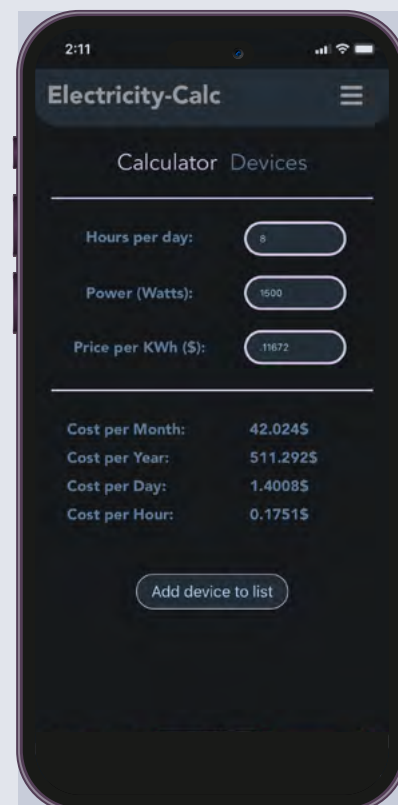 2:11
Electricity-Calc
Calculator Devices
Hours per day: 8
Power (Watts): 1500
Price per KWh ($): .11672
Cost per Month: 42.024$
Cost per Year: 511.292$
Cost per Day: 1.4008$
Cost per Hour: 0.1751$
Add device to list